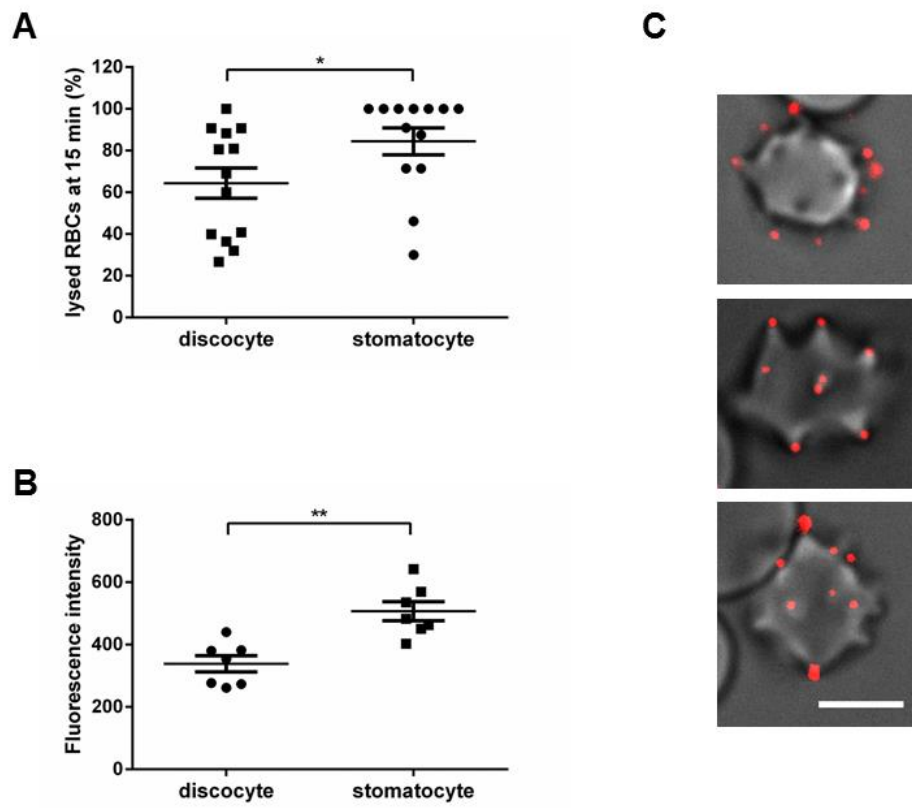 A
lysed RBCs at 15 min (%)
120
100
80
60
40
20
0
*
discocyte
stomatocyte
B
Fluorescence intensity
800
600
400
200
0
**
discocyte
stomatocyte
C